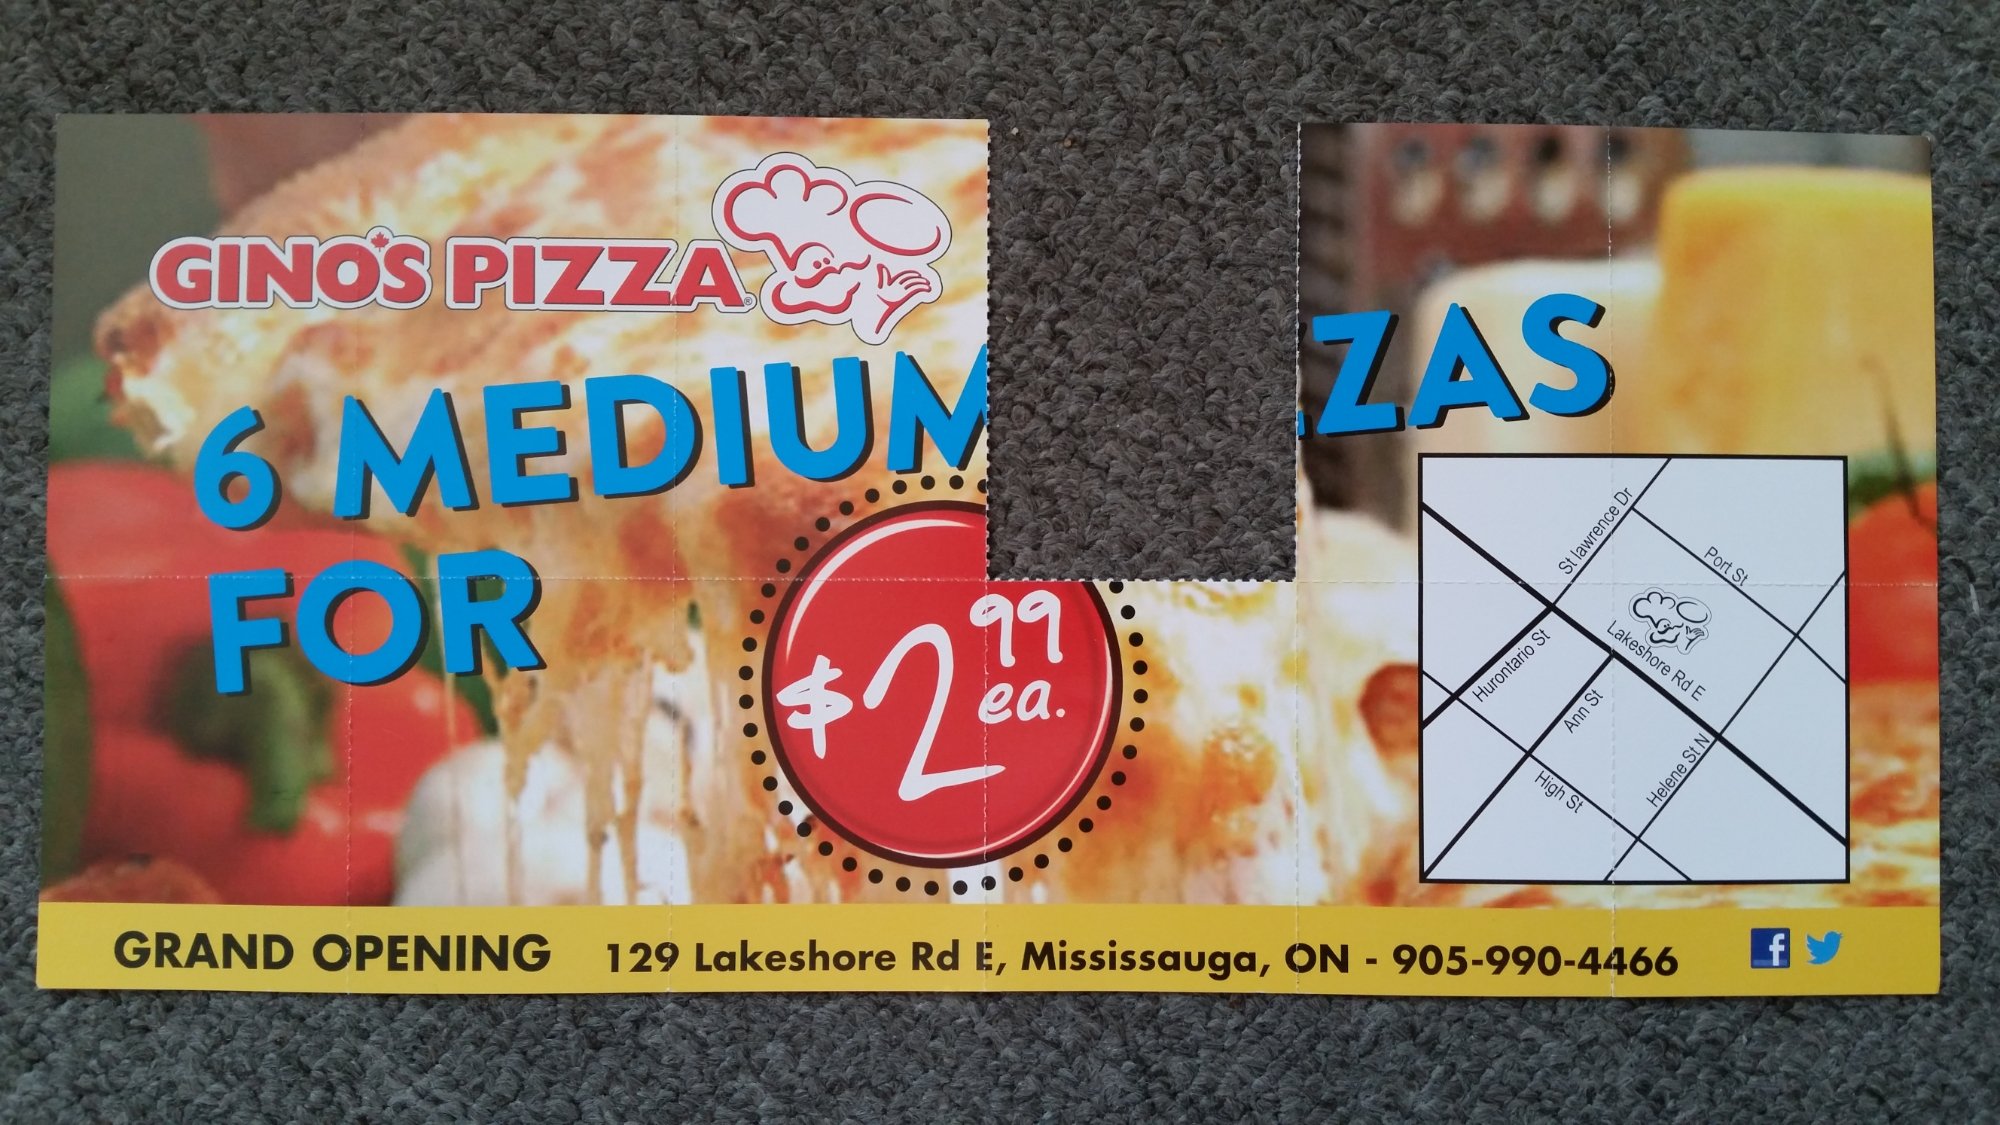 GINO'S PIZZA®
6 MEDIUM ZZAS
FOR
$2 99 ea.
St lawrence Dr
Port St
Hurontario St
Lakeshore Rd E
Ann St
Helene St N
High St
GRAND OPENING 129 Lakeshore Rd E, Mississauga, ON - 905-990-4466
f